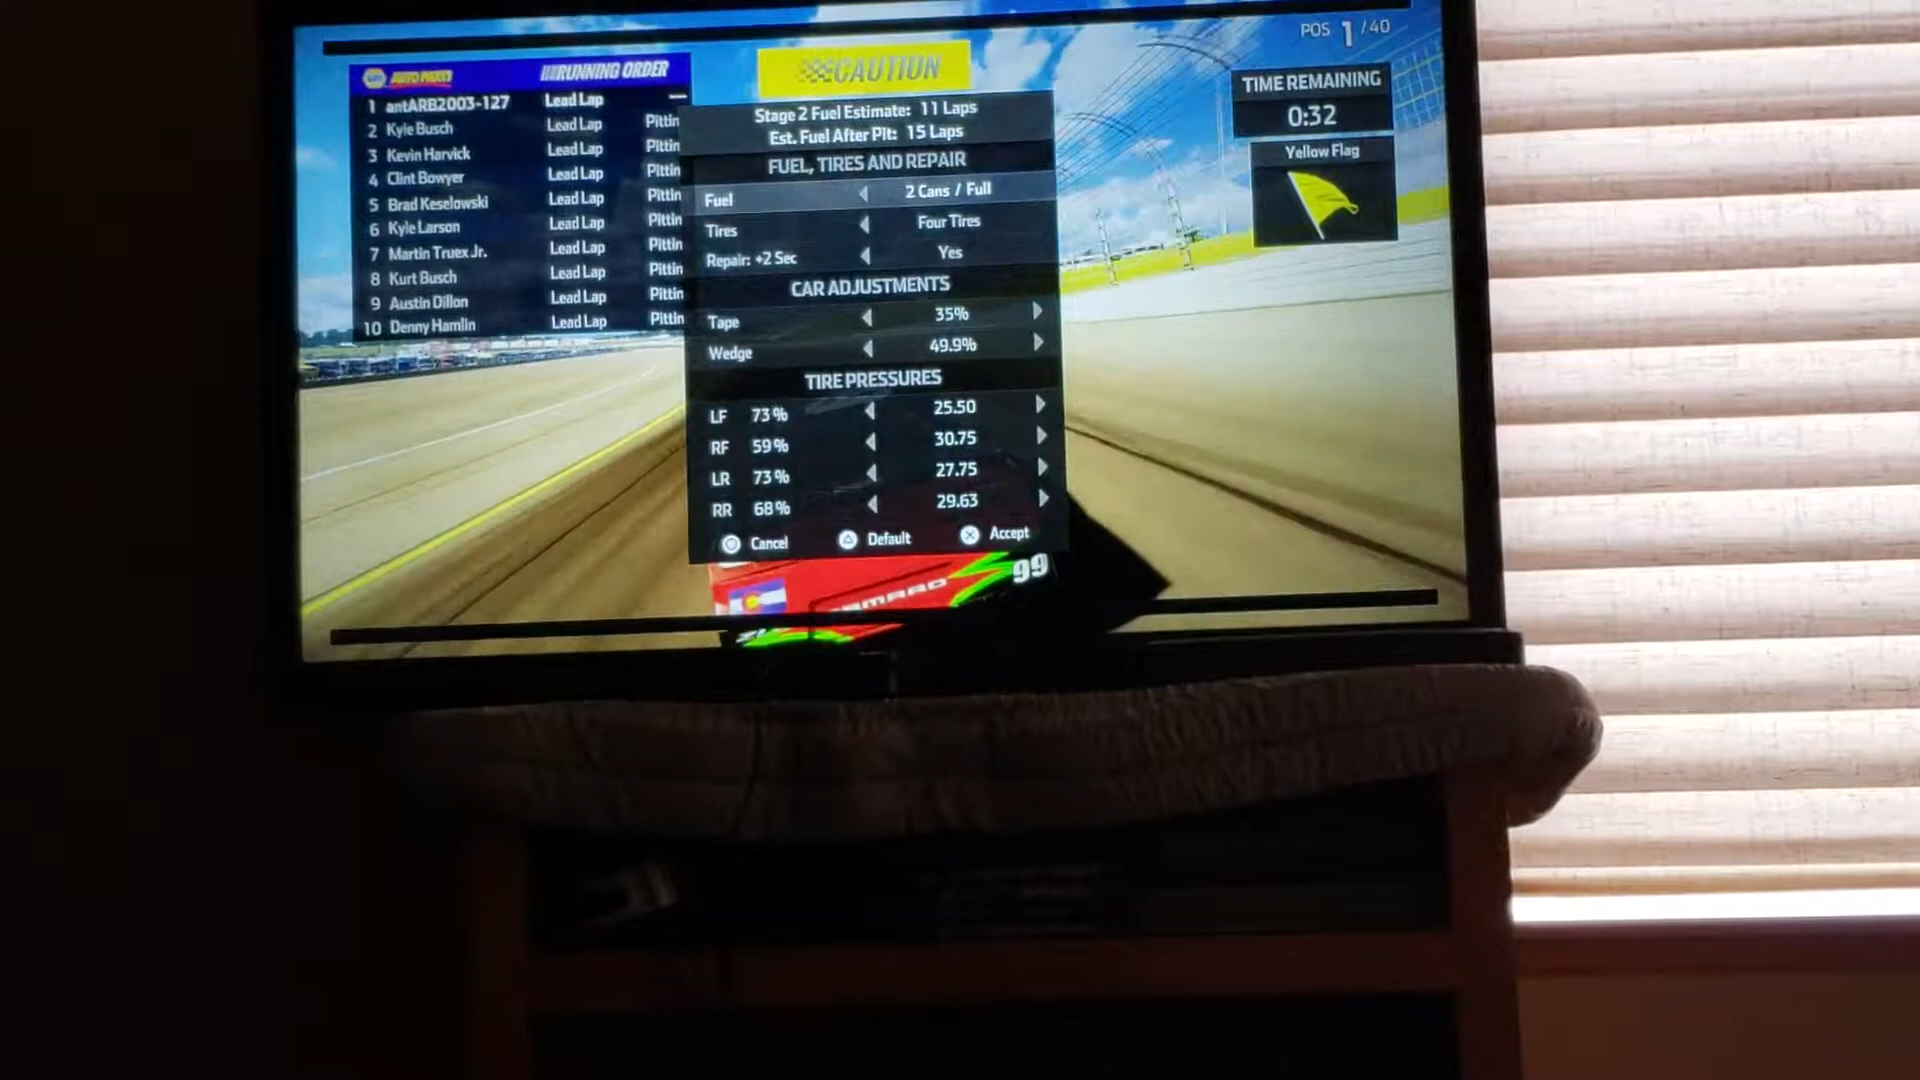 POS 1 /40
NAPA AUTO PARTS RUNNING ORDER
1 antARB2003-127 Lead Lap —
2 Kyle Busch Lead Lap Pittin
3 Kevin Harvick Lead Lap Pittin
4 Clint Bowyer Lead Lap Pittin
5 Brad Keselowski Lead Lap Pittin
6 Kyle Larson Lead Lap Pittin
7 Martin Truex Jr. Lead Lap Pittin
8 Kurt Busch Lead Lap Pittin
9 Austin Dillon Lead Lap Pittin
10 Denny Hamlin Lead Lap Pittin
CAUTION
Stage 2 Fuel Estimate: 11 Laps
Est. Fuel After Pit: 15 Laps
FUEL, TIRES AND REPAIR
Fuel 2 Cans / Full
Tires Four Tires
Repair: +2 Sec Yes
CAR ADJUSTMENTS
Tape 35%
Wedge 49.9%
TIRE PRESSURES
LF 73% 25.50
RF 59% 30.75
LR 73% 27.75
RR 68% 29.63
Cancel Default Accept
TIME REMAINING
0:32
Yellow Flag
CAMARO
99